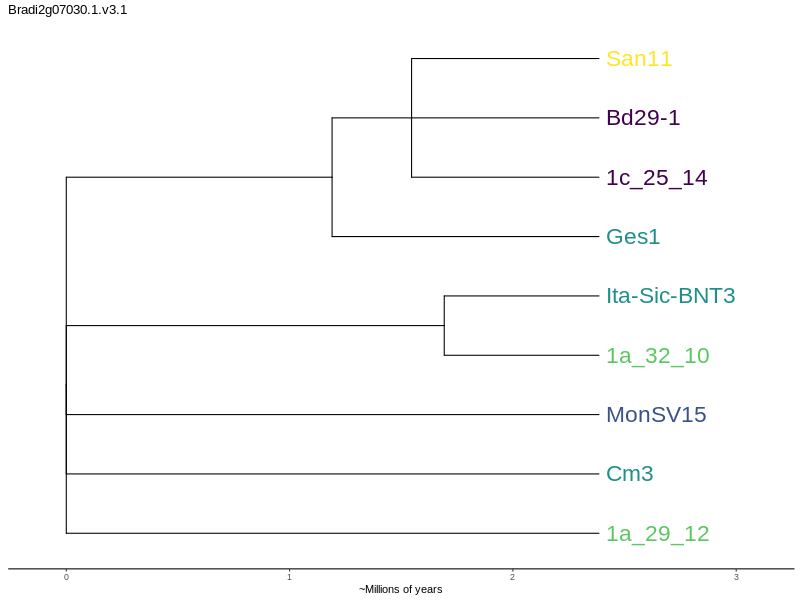 Bradi2g07030.1.v3.1
San11
Bd29-1
1c_25_14
Ges1
Ita-Sic-BNT3
1a_32_10
MonSV15
Cm3
1a_29_12
0 1 2 3
~Millions of years